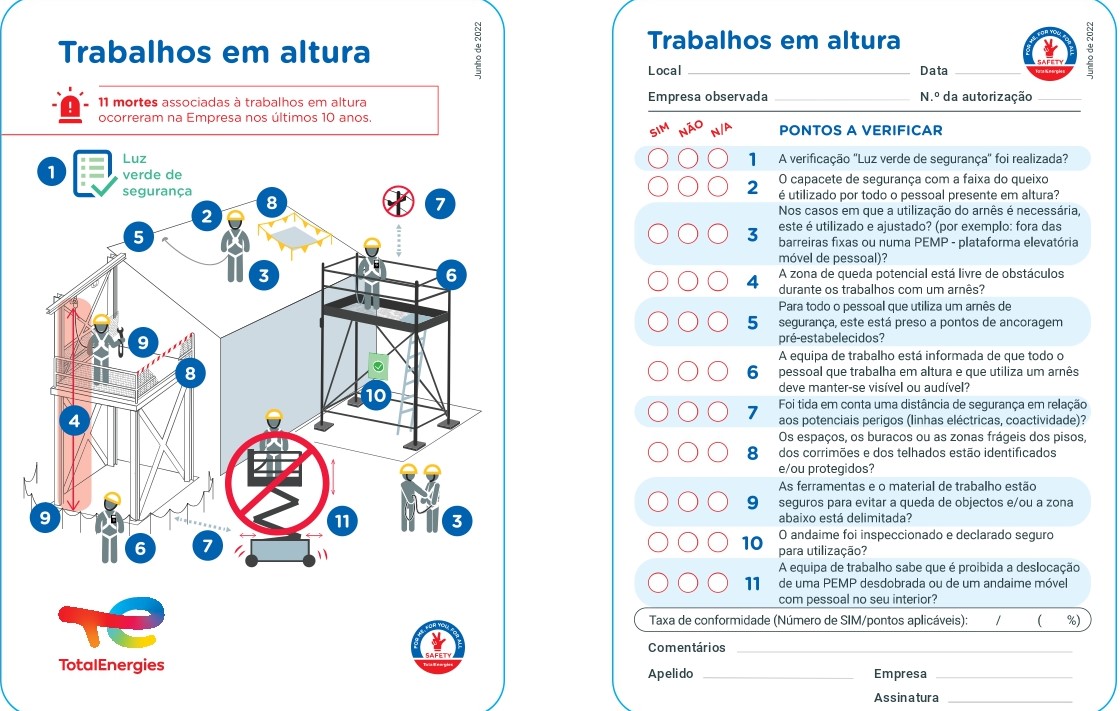 Trabalhos em altura
Junho de 2022
11 mortes associadas à trabalhos em altura
ocorreram na Empresa nos últimos 10 anos.
1
Luz
verde de
segurança
2
8
7
5
3
6
9
8
10
4
9
6
7
11
3
TotalEnergies
FOR ME, FOR YOU, FOR ALL
SAFETY
TotalEnergies
Trabalhos em altura
FOR ME, FOR YOU, FOR ALL
SAFETY
TotalEnergies
Junho de 2022
Local Data
Empresa observada N.º da autorização
SIM NÃO N/A PONTOS A VERIFICAR
1 A verificação “Luz verde de segurança” foi realizada?
2 O capacete de segurança com a faixa do queixo
é utilizado por todo o pessoal presente em altura?
3 Nos casos em que a utilização do arnês é necessária,
este é utilizado e ajustado? (por exemplo: fora das
barreiras fixas ou numa PEMP - plataforma elevatória
móvel de pessoal)?
4 A zona de queda potencial está livre de obstáculos
durante os trabalhos com um arnês?
5 Para todo o pessoal que utiliza um arnês de
segurança, este está preso a pontos de ancoragem
pré-estabelecidos?
6 A equipa de trabalho está informada de que todo o
pessoal que trabalha em altura e que utiliza um arnês
deve manter-se visível ou audível?
7 Foi tida em conta uma distância de segurança em relação
aos potenciais perigos (linhas eléctricas, coactividade)?
8 Os espaços, os buracos ou as zonas frágeis dos pisos,
dos corrimões e dos telhados estão identificados
e/ou protegidos?
9 As ferramentas e o material de trabalho estão
seguros para evitar a queda de objectos e/ou a zona
abaixo está delimitada?
10 O andaime foi inspeccionado e declarado seguro
para utilização?
11 A equipa de trabalho sabe que é proibida a deslocação
de uma PEMP desdobrada ou de um andaime móvel
com pessoal no seu interior?
Taxa de conformidade (Número de SIM/pontos aplicáveis): / ( %)
Comentários
Apelido Empresa
Assinatura